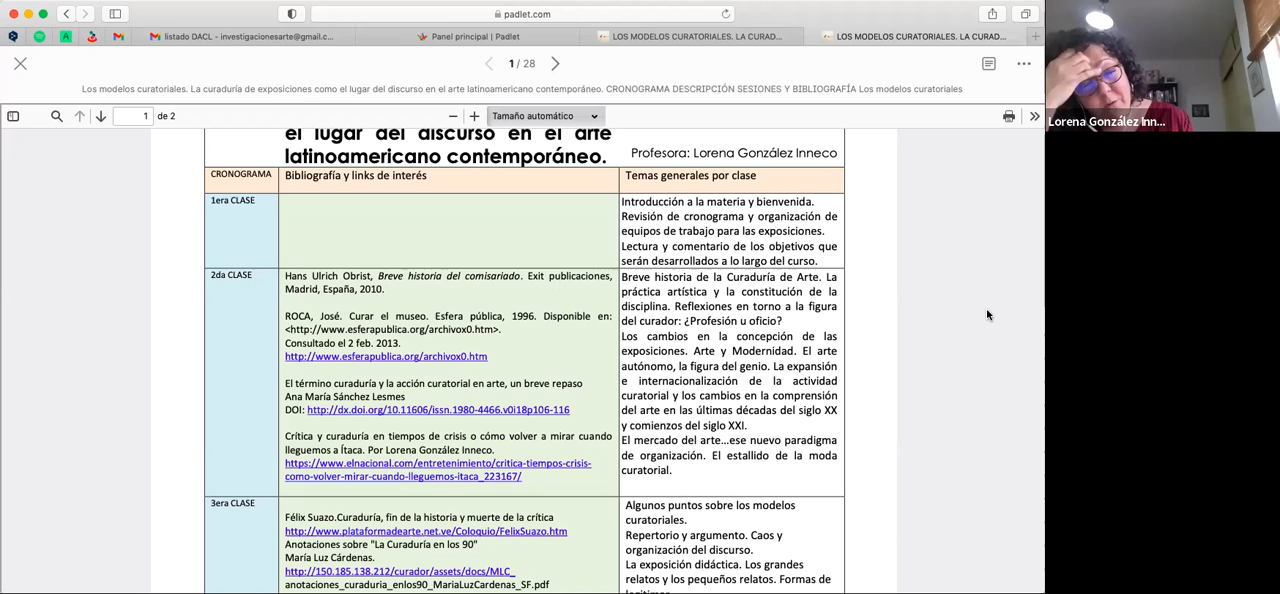 padlet.com
listado DACL - investigacionesarte@gmail.c...
Panel principal | Padlet
LOS MODELOS CURATORIALES. LA CURAD...
LOS MODELOS CURATORIALES. LA CURAD...
1 / 28
Los modelos curatoriales. La curaduría de exposiciones como el lugar del discurso en el arte latinoamericano contemporáneo. CRONOGRAMA DESCRIPCIÓN SESIONES Y BIBLIOGRAFÍA Los modelos curatoriales
1 de 2
Tamaño automático
Lorena González Inn...
el lugar del discurso en el arte
latinoamericano contemporáneo.
Profesora: Lorena González Inneco
CRONOGRAMA
Bibliografía y links de interés
Temas generales por clase
1era CLASE
Introducción a la materia y bienvenida.
Revisión de cronograma y organización de
equipos de trabajo para las exposiciones.
Lectura y comentario de los objetivos que
serán desarrollados a lo largo del curso.
2da CLASE
Hans Ulrich Obrist, Breve historia del comisariado. Exit publicaciones,
Madrid, España, 2010.
ROCA, José. Curar el museo. Esfera pública, 1996. Disponible en:
<http://www.esferapublica.org/archivox0.htm>.
Consultado el 2 feb. 2013.
http://www.esferapublica.org/archivox0.htm
El término curaduría y la acción curatorial en arte, un breve repaso
Ana María Sánchez Lesmes
DOI: http://dx.doi.org/10.11606/issn.1980-4466.v0i18p106-116
Crítica y curaduría en tiempos de crisis o cómo volver a mirar cuando
lleguemos a Ítaca. Por Lorena González Inneco.
https://www.elnacional.com/entretenimiento/critica-tiempos-crisis-
como-volver-mirar-cuando-lleguemos-itaca_223167/
Breve historia de la Curaduría de Arte. La
práctica artística y la constitución de la
disciplina. Reflexiones en torno a la figura
del curador: ¿Profesión u oficio?
Los cambios en la concepción de las
exposiciones. Arte y Modernidad. El arte
autónomo, la figura del genio. La expansión
e internacionalización de la actividad
curatorial y los cambios en la comprensión
del arte en las últimas décadas del siglo XX
y comienzos del siglo XXI.
El mercado del arte...ese nuevo paradigma
de organización. El estallido de la moda
curatorial.
3era CLASE
Félix Suazo.Curaduría, fin de la historia y muerte de la crítica
http://www.plataformadearte.net.ve/Coloquio/FelixSuazo.htm
Anotaciones sobre "La Curaduría en los 90"
María Luz Cárdenas.
http://150.185.138.212/curador/assets/docs/MLC_
anotaciones_curaduria_enlos90_MariaLuzCardenas_SF.pdf
Algunos puntos sobre los modelos
curatoriales.
Repertorio y argumento. Caos y
organización del discurso.
La exposición didáctica. Los grandes
relatos y los pequeños relatos. Formas de